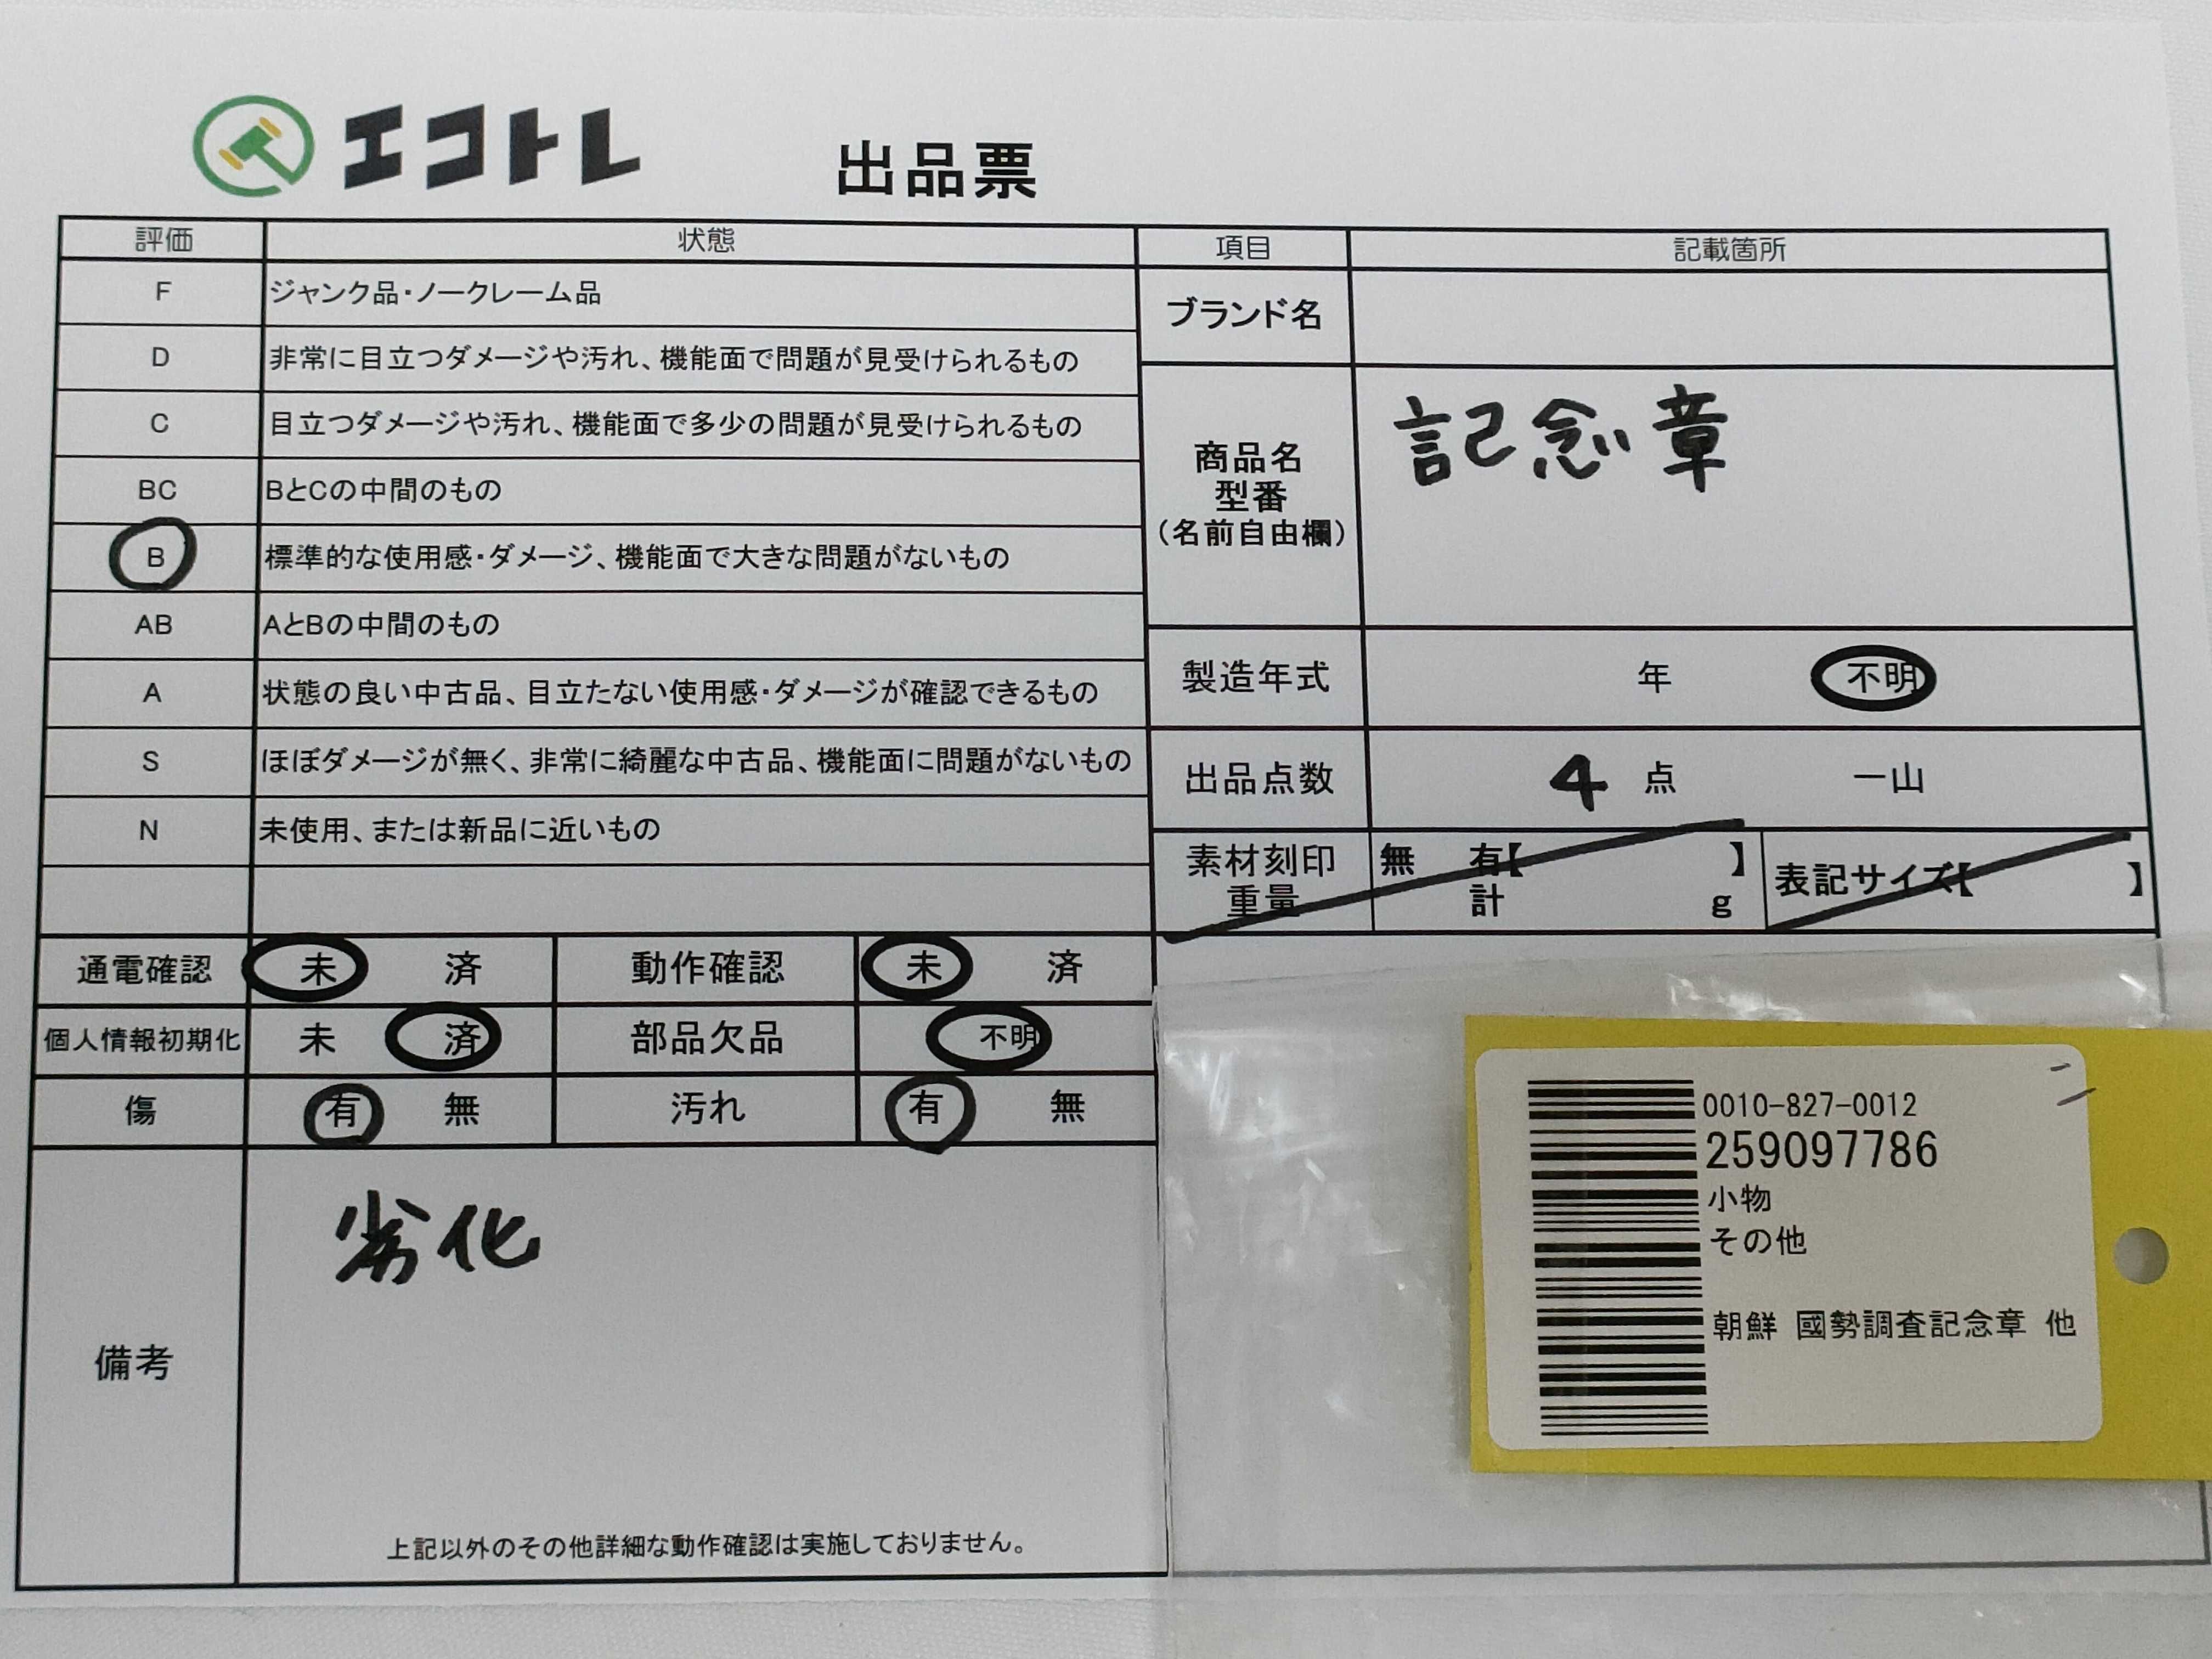 エコトレ
出品票
評価 状態
F ジャンク品・ノークレーム品
D 非常に目立つダメージや汚れ、機能面で問題が見受けられるもの
C 目立つダメージや汚れ、機能面で多少の問題が見受けられるもの
BC BとCの中間のもの
B 標準的な使用感・ダメージ、機能面で大きな問題がないもの
AB AとBの中間のもの
A 状態の良い中古品、目立たない使用感・ダメージが確認できるもの
S ほぼダメージが無く、非常に綺麗な中古品、機能面に問題がないもの
N 未使用、または新品に近いもの
項目 記載箇所
ブランド名
商品名
型番
（名前自由欄）
記念章
製造年式 年 不明
出品点数 4 点 一山
素材刻印 無 有【 】
重量 計 g
表記サイズ【 】
通電確認 未 済 動作確認 未 済
個人情報初期化 未 済 部品欠品 不明
傷 有 無 汚れ 有 無
備考
劣化
上記以外のその他詳細な動作確認は実施しておりません。
0010-827-0012
259097786
小物
その他
朝鮮 國勢調査記念章 他